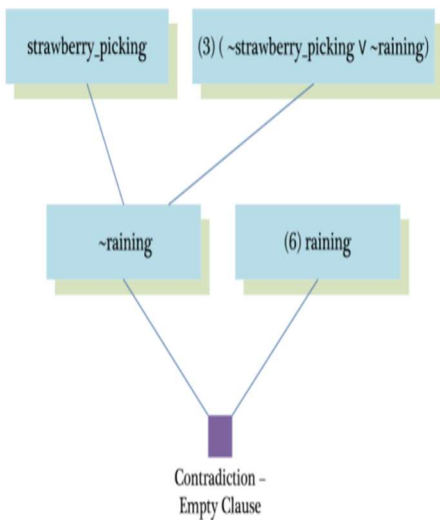 strawberry_picking
(3) ( ~strawberry_picking V ~raining)
~raining
(6) raining
Contradiction –
Empty Clause